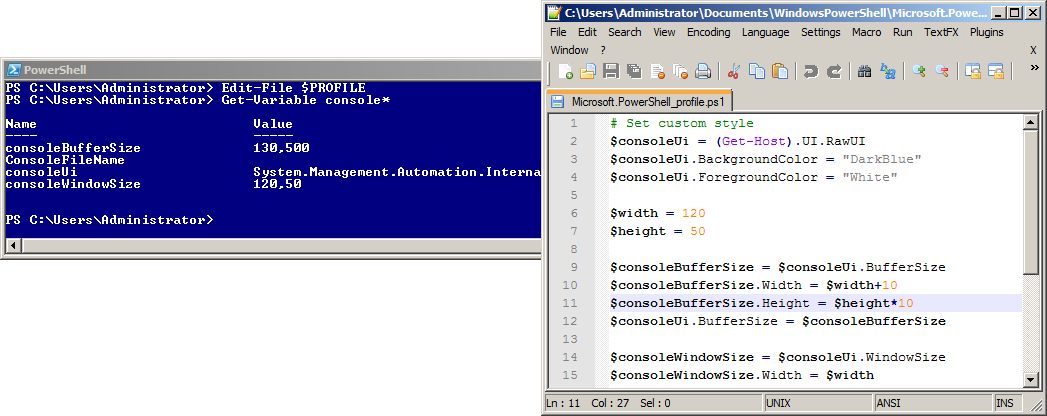 PowerShell
PS C:\Users\Administrator> Edit-File $PROFILE
PS C:\Users\Administrator> Get-Variable console*
Name Value
---- -----
consoleBufferSize 130,500
ConsoleFileName
consoleUi System.Management.Automation.Interna
consoleWindowSize 120,50
PS C:\Users\Administrator>
C:\Users\Administrator\Documents\WindowsPowerShell\Microsoft.Powe...
File Edit Search View Encoding Language Settings Macro Run TextFX Plugins
Window ? X
Microsoft.PowerShell_profile.ps1
1 # Set custom style
2 $consoleUi = (Get-Host).UI.RawUI
3 $consoleUi.BackgroundColor = "DarkBlue"
4 $consoleUi.ForegroundColor = "White"
5
6 $width = 120
7 $height = 50
8
9 $consoleBufferSize = $consoleUi.BufferSize
10 $consoleBufferSize.Width = $width+10
11 $consoleBufferSize.Height = $height*10
12 $consoleUi.BufferSize = $consoleBufferSize
13
14 $consoleWindowSize = $consoleUi.WindowSize
15 $consoleWindowSize.Width = $width
Ln : 11 Col : 27 Sel : 0 UNIX ANSI INS